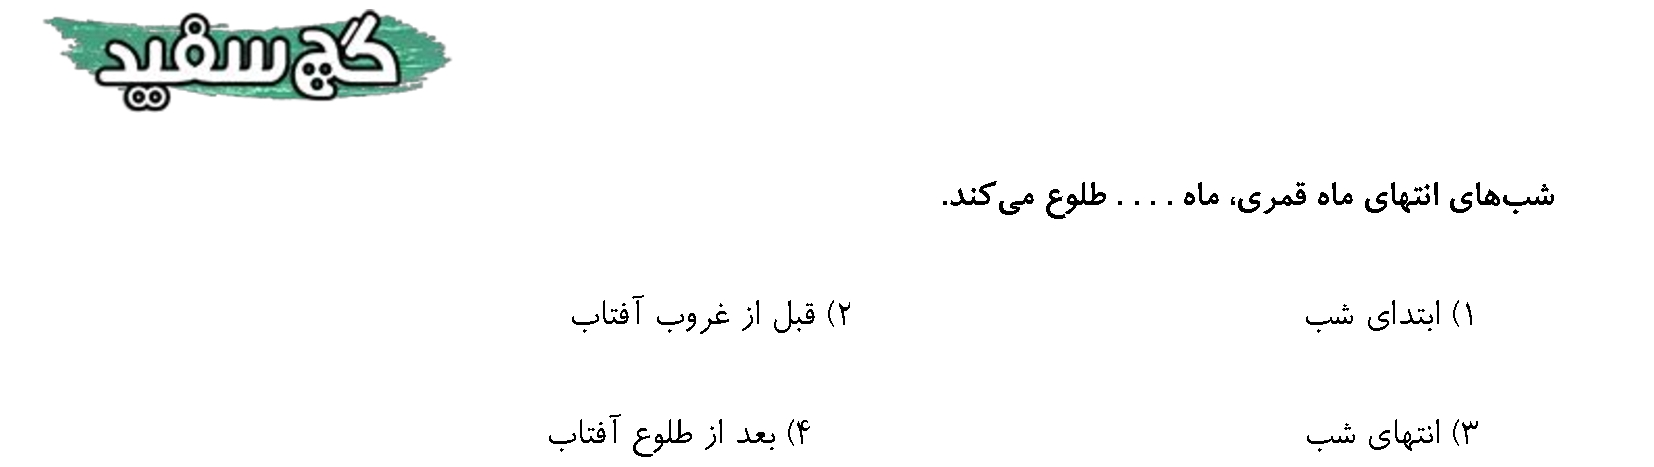 گچ سفید
شب‌های انتهای ماه قمری، ماه . . . . طلوع می‌کند.
۱) ابتدای شب
۲) قبل از غروب آفتاب
۳) انتهای شب
۴) بعد از طلوع آفتاب